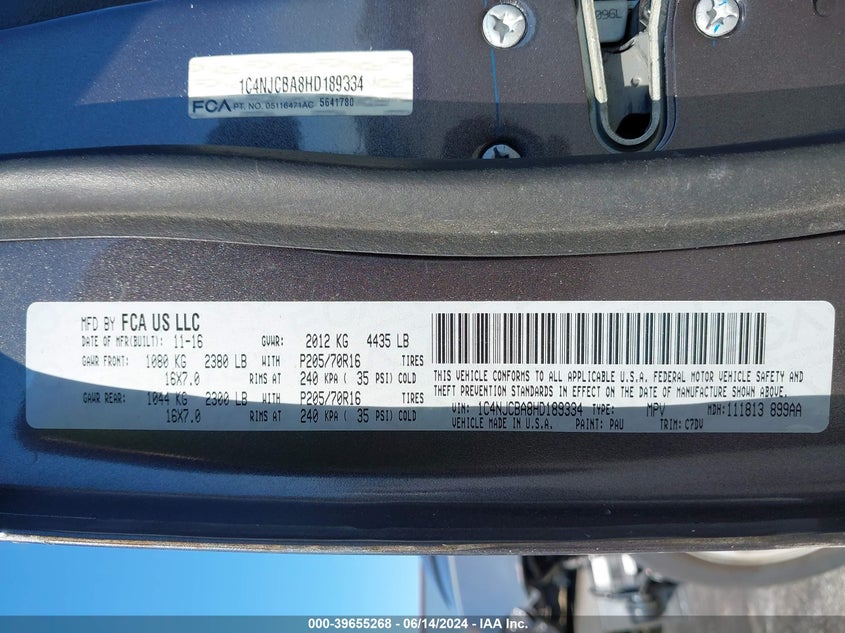 096L
1C4NJCBA8HD189334
FCA PT. NO. 05116471AC 5641780
MFD BY FCA US LLC
DATE OF MFR(BUILT): 11-16 GVWR: 2012 KG 4435 LB
GAWR FRONT: 1080 KG 2380 LB WITH P205/70R16 TIRES
16X7.0 RIMS AT 240 KPA ( 35 PSI) COLD
GAWR REAR: 1044 KG 2300 LB WITH P205/70R16 TIRES
16X7.0 RIMS AT 240 KPA ( 35 PSI) COLD
THIS VEHICLE CONFORMS TO ALL APPLICABLE U.S.A. FEDERAL MOTOR VEHICLE SAFETY AND
THEFT PREVENTION STANDARDS IN EFFECT ON THE DATE OF MANUFACTURE SHOWN ABOVE.
VIN: 1C4NJCBA8HD189334 TYPE: MPV MDH: 111813 899AA
VEHICLE MADE IN U.S.A. PAINT: PAU TRIM: C7DV
000-39655268 - 06/14/2024 - IAA Inc.